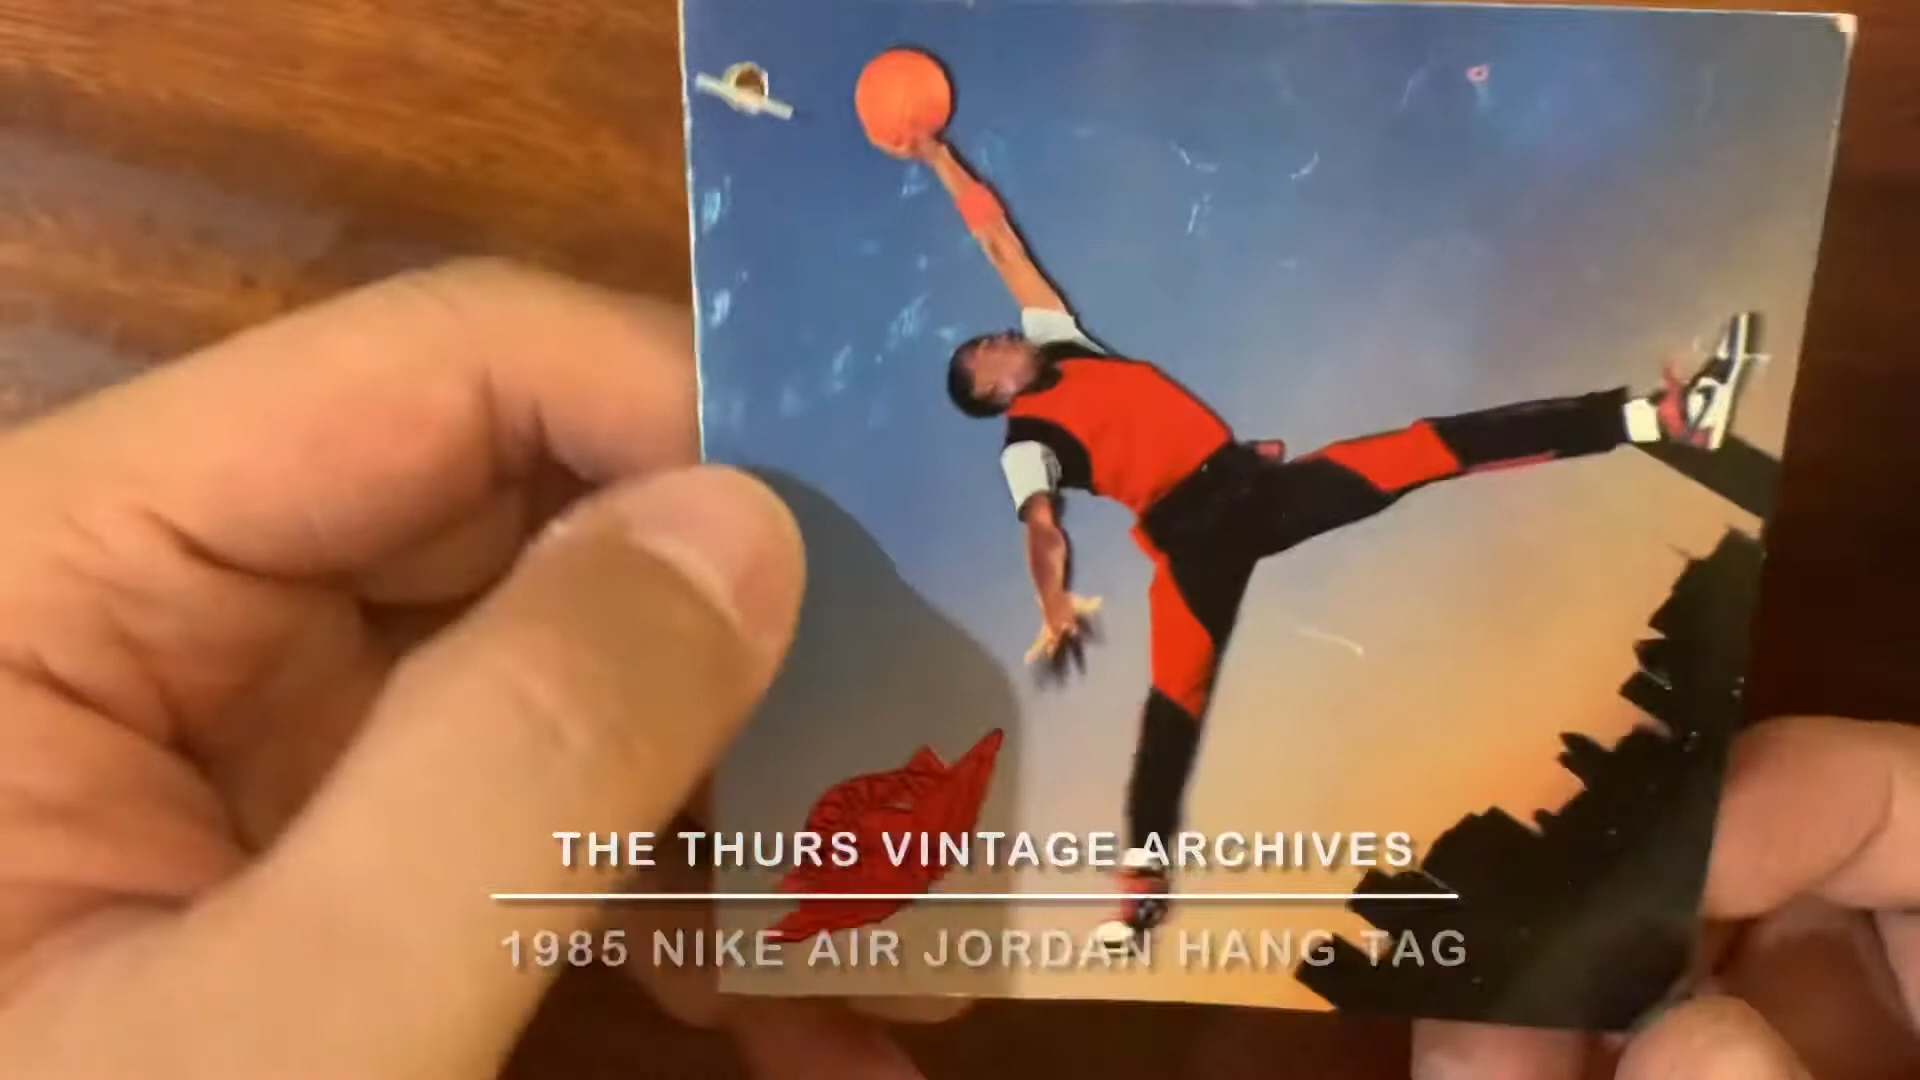 THE THURS VINTAGE ARCHIVES
1985 NIKE AIR JORDAN HANG TAG